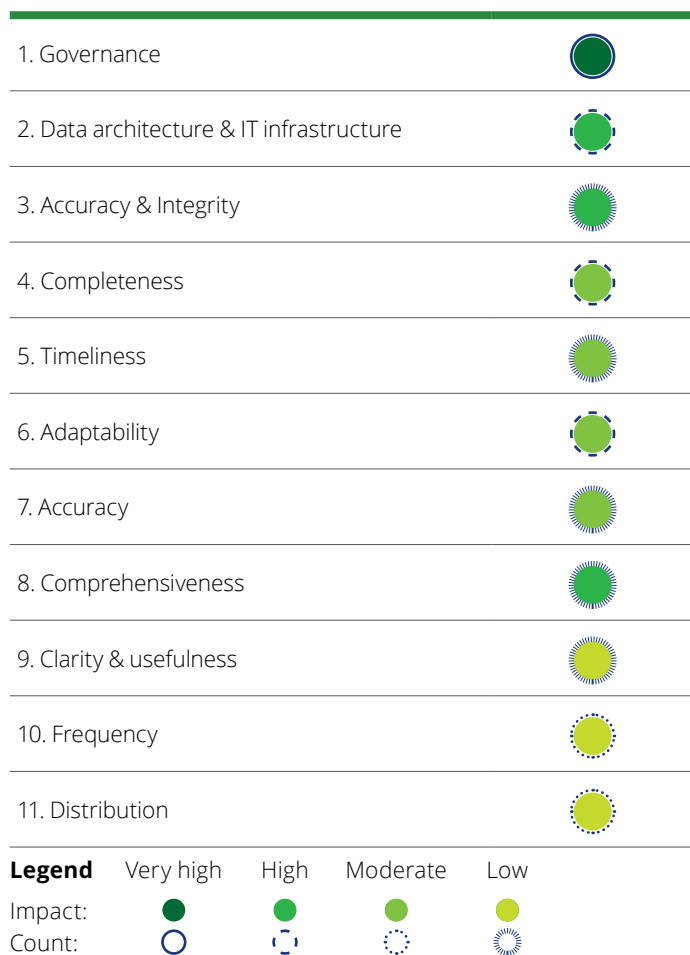 1. Governance
2. Data architecture & IT infrastructure
3. Accuracy & Integrity
4. Completeness
5. Timeliness
6. Adaptability
7. Accuracy
8. Comprehensiveness
9. Clarity & usefulness
10. Frequency
11. Distribution
Legend Very high High Moderate Low
Impact:
Count: